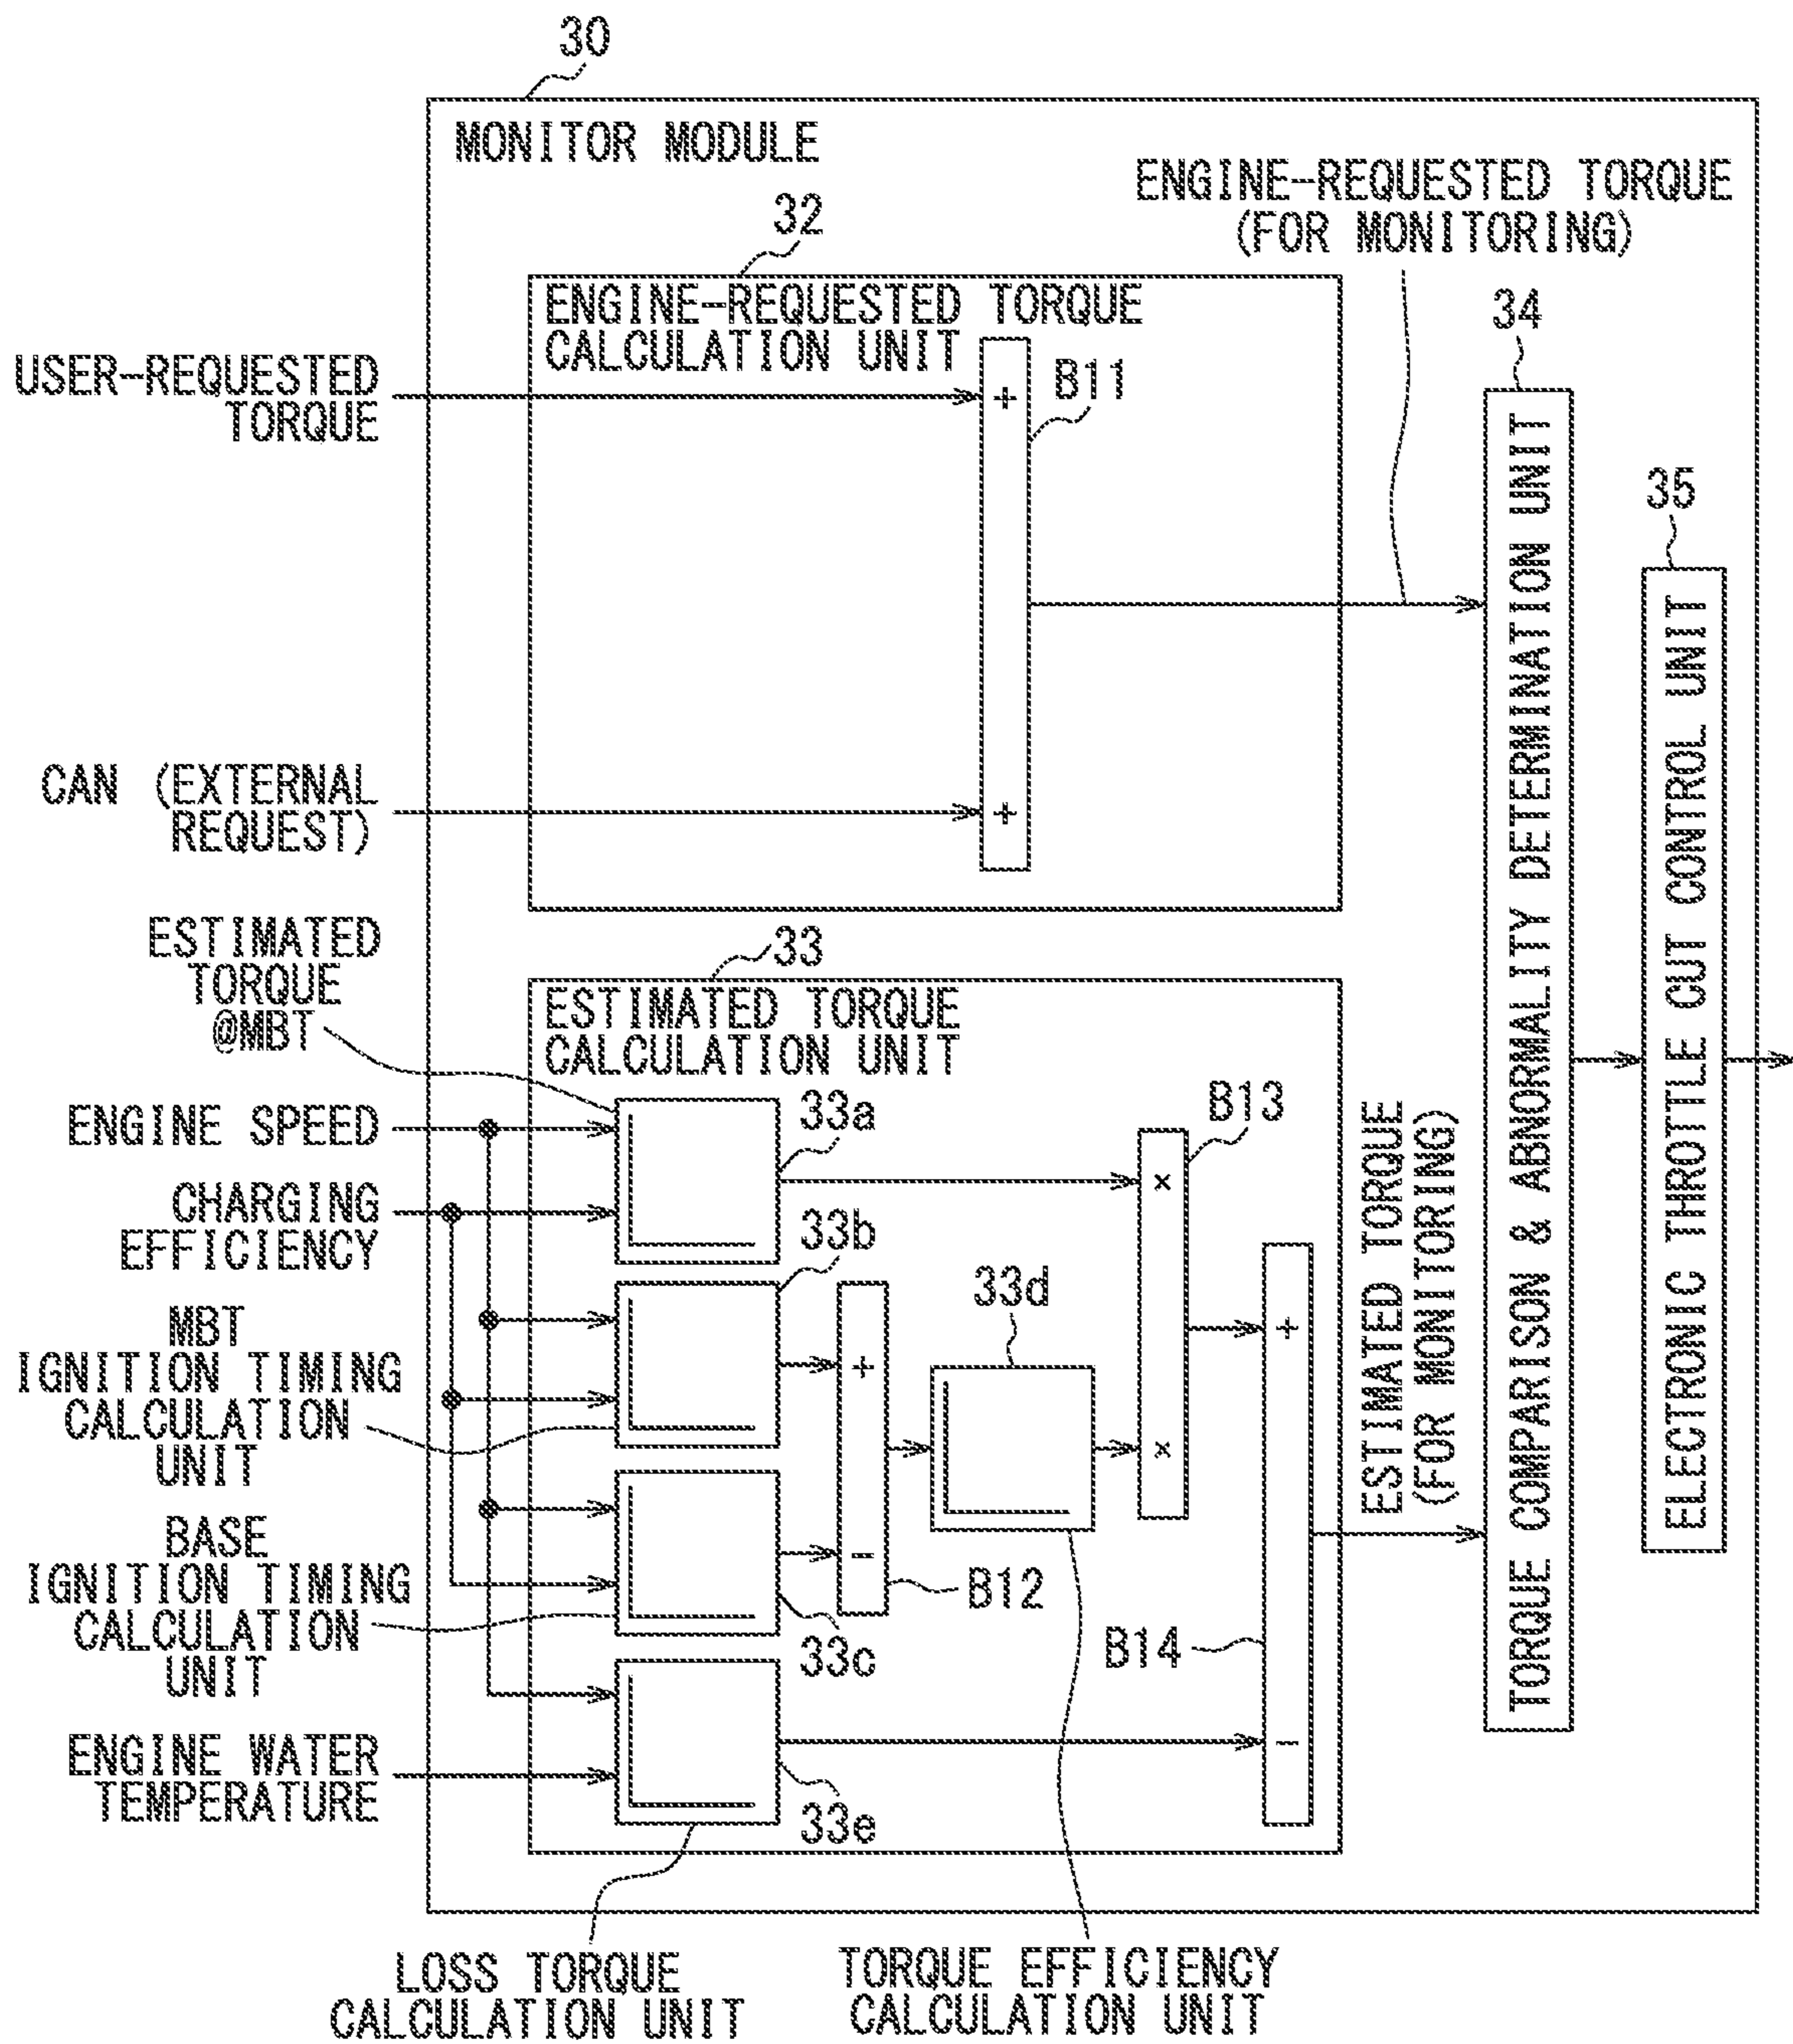 30
MONITOR MODULE
ENGINE-REQUESTED TORQUE
(FOR MONITORING)
32
ENGINE-REQUESTED TORQUE
CALCULATION UNIT
34
B11
USER-REQUESTED
TORQUE
+
35
CAN (EXTERNAL
REQUEST)
+
TORQUE COMPARISON & ABNORMALITY DETERMINATION UNIT
ELECTRONIC THROTTLE CUT CONTROL UNIT
ESTIMATED
TORQUE
@MBT
33
ESTIMATED TORQUE
CALCULATION UNIT
ENGINE SPEED
33a
B13
ESTIMATED TORQUE
(FOR MONITORING)
×
CHARGING
EFFICIENCY
33b
33d
+
MBT
IGNITION TIMING
CALCULATION
UNIT
+
×
BASE
IGNITION TIMING
CALCULATION
UNIT
-
B12
33c
B14
ENGINE WATER
TEMPERATURE
-
33e
LOSS TORQUE
CALCULATION UNIT
TORQUE EFFICIENCY
CALCULATION UNIT